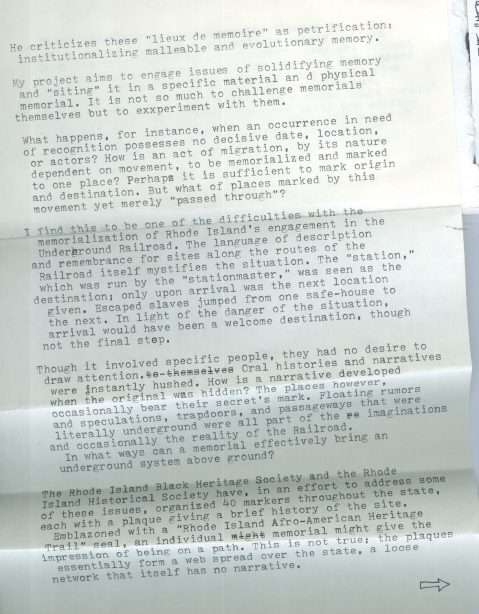 He criticizes these "lieux de memoire" as petrification:
institutionalizing malleable and evolutionary memory.
My project aims to engage issues of solidifying memory
and "siting" it in a specific material an d physical
memorial. It is not so much to challenge memorials
themselves but to exxperiment with them.
What happens, for instance, when an occurrence in need
of recognition possesses no decisive date, location,
or actors? How is an act of migration, by its nature
dependent on movement, to be memorialized and marked
to one place? Perhaps it is sufficient to mark origin
and destination. But what of places marked by this
movement yet merely "passed through"?
I find this to be one of the difficulties with the
memorialization of Rhode Island's engagement in the
Underground Railroad. The language of description
and remembrance for sites along the routes of the
Railroad itself mystifies the situation. The "station,"
which was run by the "stationmaster," was seen as the
destination; only upon arrival was the next location
given. Escaped slaves jumped from one safe-house to
the next. In light of the danger of the situation,
arrival would have been a welcome destination, though
not the final stop.
Though it involved specific people, they had no desire to
draw attention. to themselves Oral histories and narratives
were instantly hushed. How is a narrative developed
when the original was hidden? The places however,
occasionally bear their secret's mark. Floating rumors
and speculations, trapdoors, and passageways that were
literally underground were all part of the re imaginations
and occasionally the reality of the Railroad.
In what ways can a memorial effectively bring an
underground system above ground?
The Rhode Island Black Heritage Society and the Rhode
Island Historical Society have, in an effort to address some
of these issues, organized 40 markers throughout the state,
each with a plaque giving a brief history of the site.
Emblazoned with a "Rhode Island Afro-American Heritage
Trail" seal, an individual might memorial might give the
impression of being on a path. This is not true; the plaques
essentially form a web spread over the state, a loose
network that itself has no narrative.